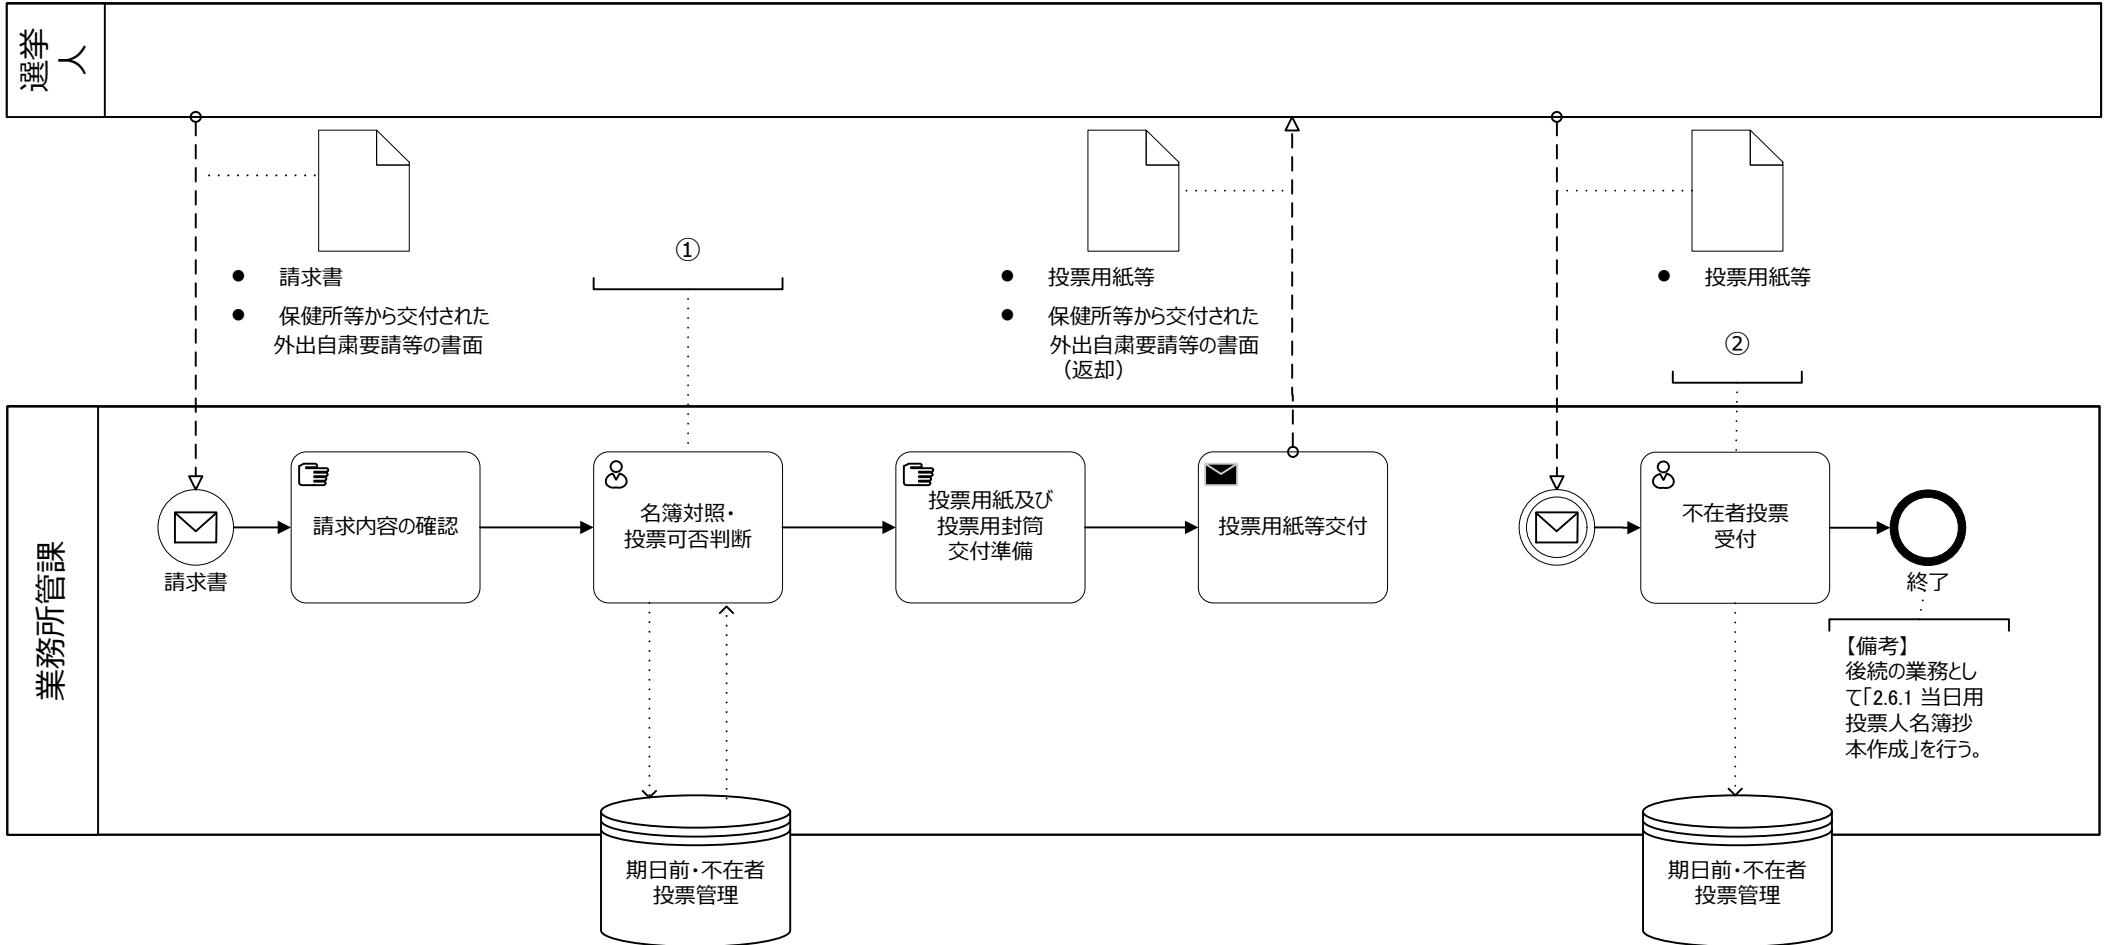 選挙
人
● 請求書
● 保健所等から交付された
外出自粛要請等の書面
①
● 投票用紙等
● 保健所等から交付された
外出自粛要請等の書面
（返却）
● 投票用紙等
②
業務所管課
請求書
請求内容の確認
名簿対照・
投票可否判断
投票用紙及び
投票用封筒
交付準備
投票用紙等交付
不在者投票
受付
終了
【備考】
後続の業務とし
て「2.6.1 当日用
投票人名簿抄
本作成」を行う。
期日前・不在者
投票管理
期日前・不在者
投票管理